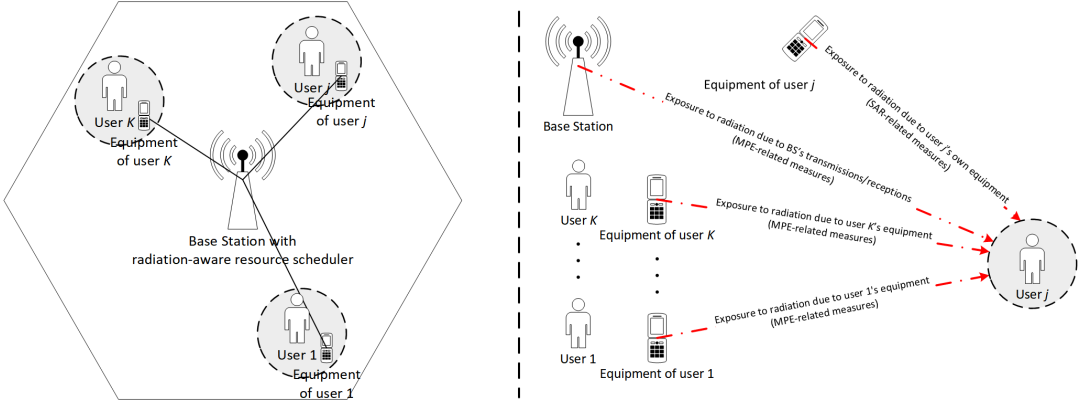 User K
Equipment
of user K
User j
Equipment
of user j
Base Station with
radiation-aware resource scheduler
User 1
Equipment
of user 1
Base Station
Equipment of user j
Exposure to radiation due to user j's own equipment
(SAR-related measures)
Exposure to radiation due to BS's transmissions/receptions
(MPE-related measures)
User K
Equipment of user K
Exposure to radiation due to user K's equipment
(MPE-related measures)
User j
User 1
Equipment of user 1
Exposure to radiation due to user 1's equipment
(MPE-related measures)